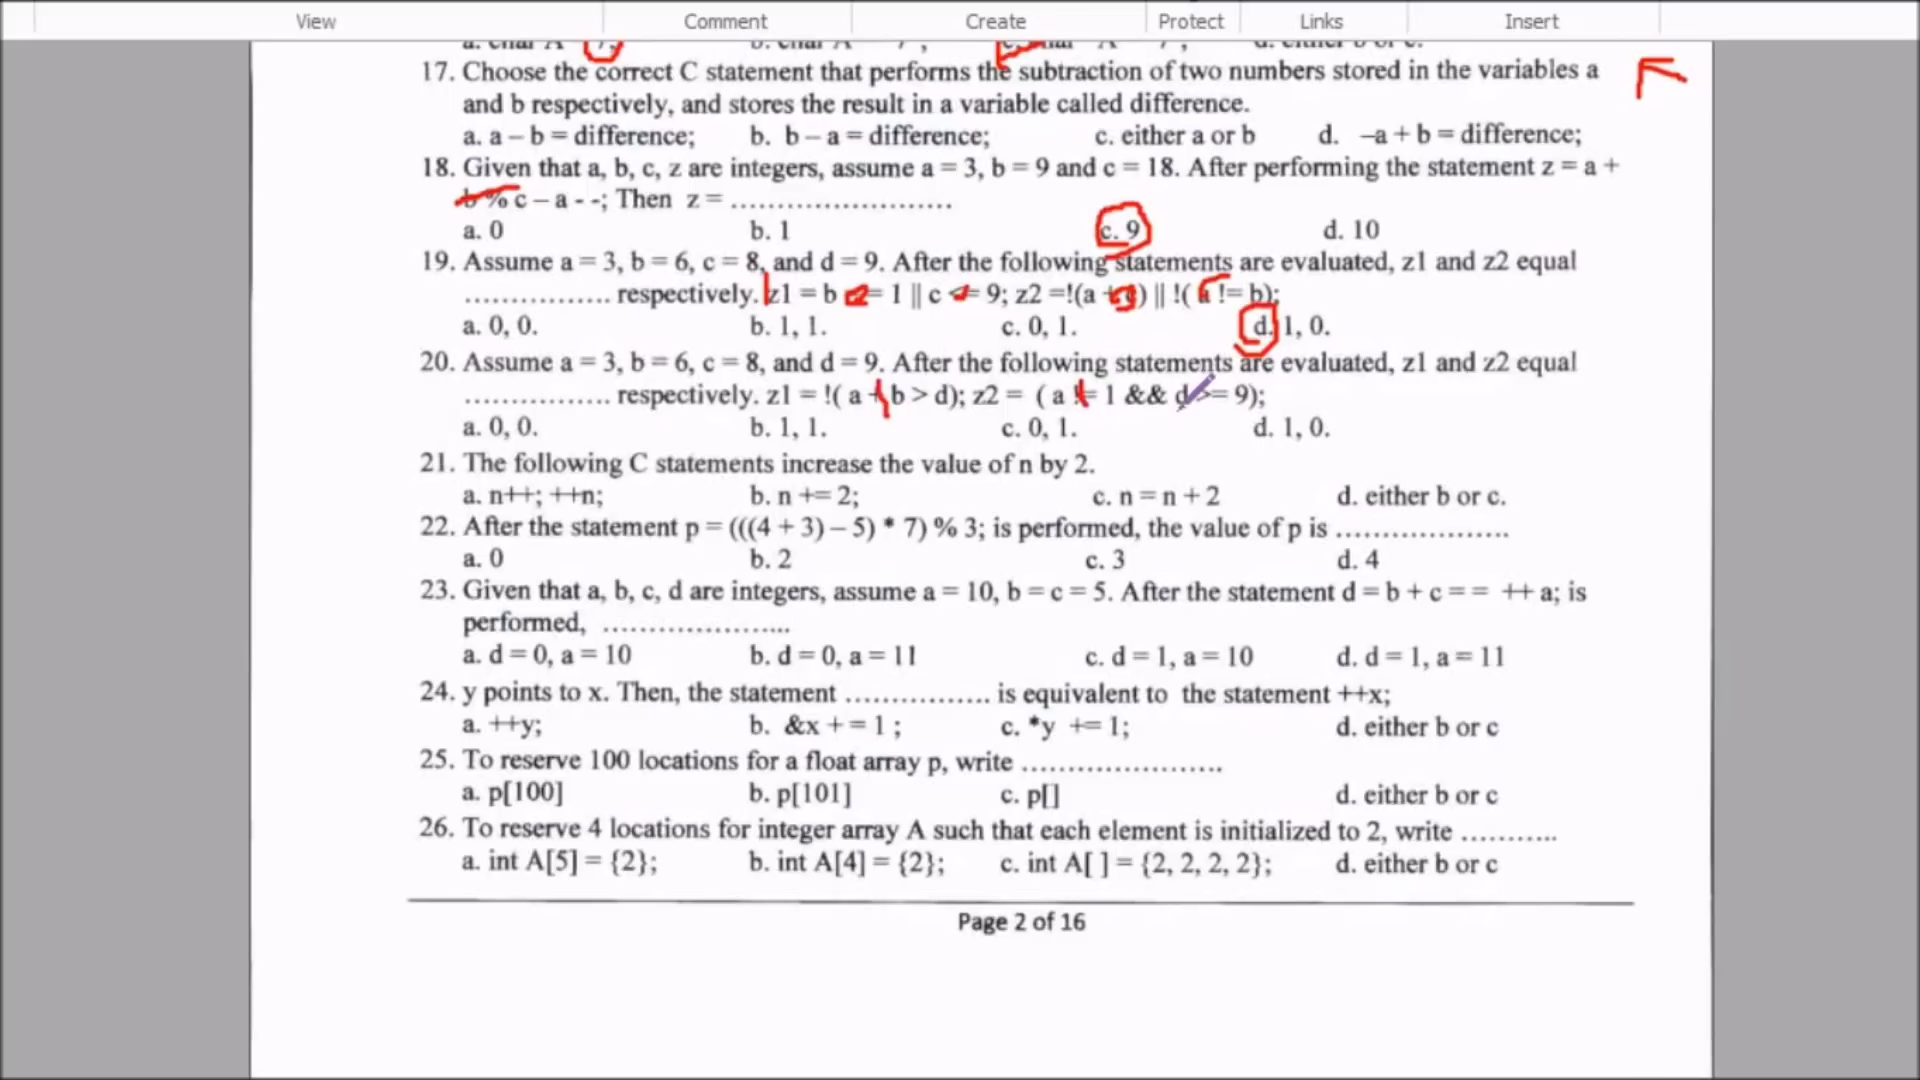 View Comment Create Protect Links Insert
17. Choose the correct C statement that performs the subtraction of two numbers stored in the variables a
and b respectively, and stores the result in a variable called difference.
a. a – b = difference; b. b – a = difference; c. either a or b d. –a + b = difference;
18. Given that a, b, c, z are integers, assume a = 3, b = 9 and c = 18. After performing the statement z = a +
b % c – a - -; Then z = ........................
a. 0 b. 1 c. 9 d. 10
19. Assume a = 3, b = 6, c = 8, and d = 9. After the following statements are evaluated, z1 and z2 equal
................ respectively. z1 = b = 1 || c = 9; z2 =!(a ) || !( a != b);
a. 0, 0. b. 1, 1. c. 0, 1. d. 1, 0.
20. Assume a = 3, b = 6, c = 8, and d = 9. After the following statements are evaluated, z1 and z2 equal
................ respectively. z1 = !( a + b > d); z2 = ( a != 1 && d >= 9);
a. 0, 0. b. 1, 1. c. 0, 1. d. 1, 0.
21. The following C statements increase the value of n by 2.
a. n++; ++n; b. n += 2; c. n = n + 2 d. either b or c.
22. After the statement p = (((4 + 3) – 5) * 7) % 3; is performed, the value of p is ...................
a. 0 b. 2 c. 3 d. 4
23. Given that a, b, c, d are integers, assume a = 10, b = c = 5. After the statement d = b + c = = ++ a; is
performed, .....................
a. d = 0, a = 10 b. d = 0, a = 11 c. d = 1, a = 10 d. d = 1, a = 11
24. y points to x. Then, the statement ................ is equivalent to the statement ++x;
a. ++y; b. &x + = 1 ; c. *y += 1; d. either b or c
25. To reserve 100 locations for a float array p, write ......................
a. p[100] b. p[101] c. p[] d. either b or c
26. To reserve 4 locations for integer array A such that each element is initialized to 2, write ...........
a. int A[5] = {2}; b. int A[4] = {2}; c. int A[ ] = {2, 2, 2, 2}; d. either b or c
Page 2 of 16